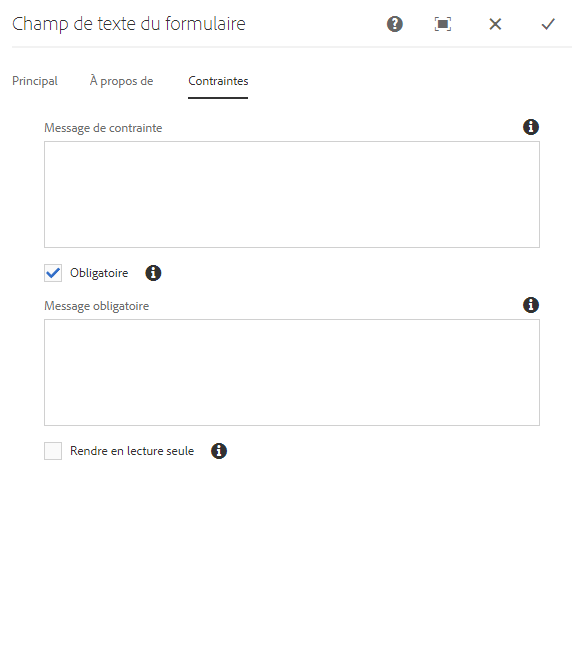 Champ de texte du formulaire
Principal À propos de Contraintes
Message de contrainte
Obligatoire
Message obligatoire
Rendre en lecture seule